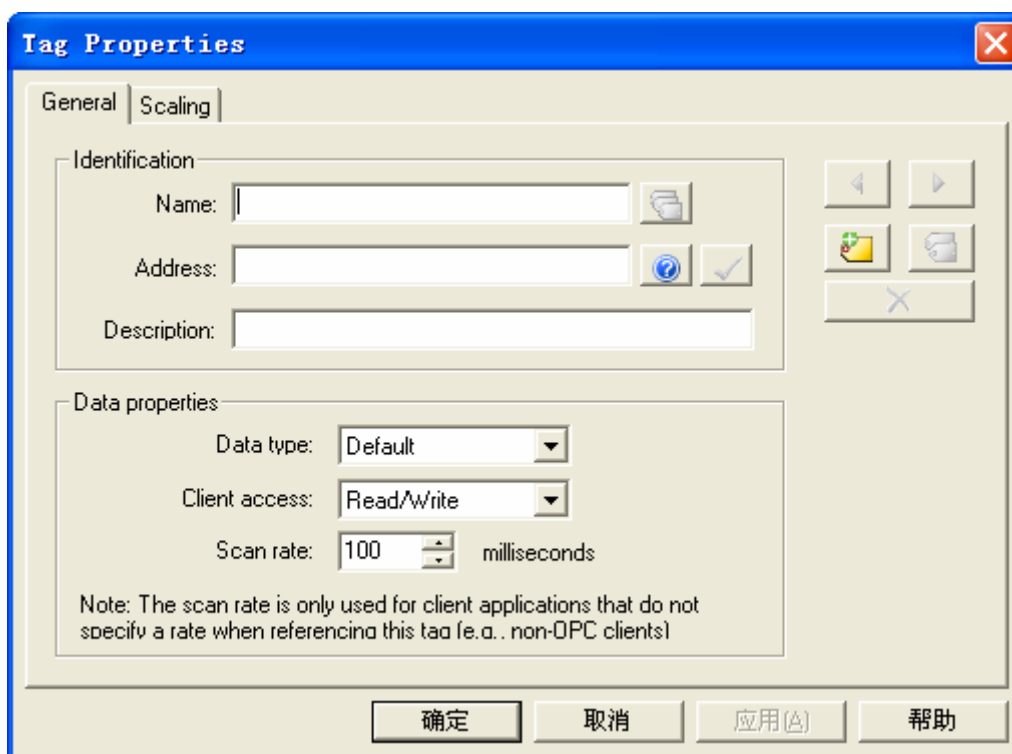 Tag Properties
General Scaling
Identification
Name:
Address:
Description:
Data properties
Data type: Default
Client access: Read/Write
Scan rate: 100 milliseconds
Note: The scan rate is only used for client applications that do not
specify a rate when referencing this tag (e.g., non-OPC clients)
确定 取消 应用(A) 帮助